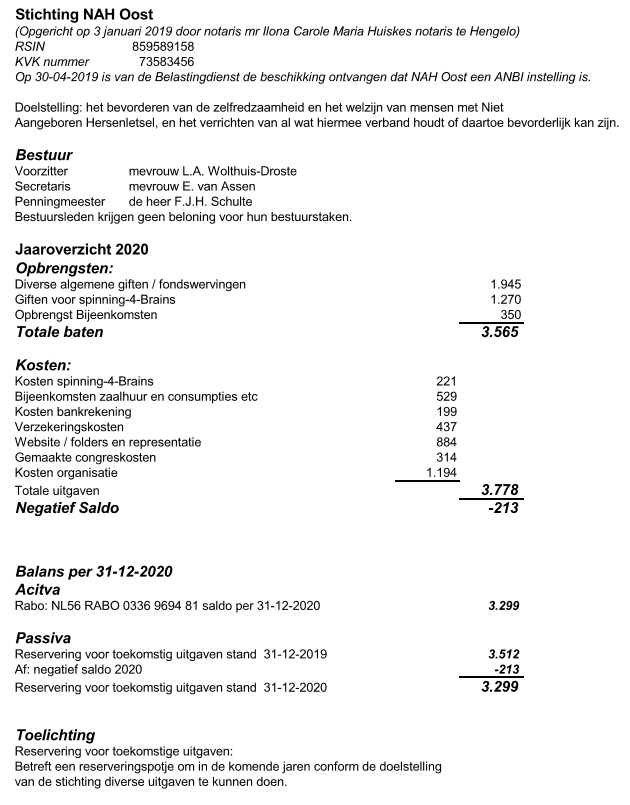 Stichting NAH Oost
(Opgericht op 3 januari 2019 door notaris mr Ilona Carole Maria Huiskes notaris te Hengelo)
RSIN 859589158
KVK nummer 73583456
Op 30-04-2019 is van de Belastingdienst de beschikking ontvangen dat NAH Oost een ANBI instelling is.
Doelstelling: het bevorderen van de zelfredzaamheid en het welzijn van mensen met Niet
Aangeboren Hersenletsel, en het verrichten van al wat hiermee verband houdt of daartoe bevorderlijk kan zijn.
Bestuur
Voorzitter mevrouw L.A. Wolthuis-Droste
Secretaris mevrouw E. van Assen
Penningmeester de heer F.J.H. Schulte
Bestuursleden krijgen geen beloning voor hun bestuurstaken.
Jaaroverzicht 2020
Opbrengsten:
Diverse algemene giften / fondswervingen 1.945
Giften voor spinning-4-Brains 1.270
Opbrengst Bijeenkomsten 350
Totale baten 3.565
Kosten:
Kosten spinning-4-Brains 221
Bijeenkomsten zaalhuur en consumpties etc 529
Kosten bankrekening 199
Verzekeringskosten 437
Website / folders en representatie 884
Gemaakte congreskosten 314
Kosten organisatie 1.194
Totale uitgaven 3.778
Negatief Saldo -213
Balans per 31-12-2020
Acitva
Rabo: NL56 RABO 0336 9694 81 saldo per 31-12-2020 3.299
Passiva
Reservering voor toekomstig uitgaven stand 31-12-2019 3.512
Af: negatief saldo 2020 -213
Reservering voor toekomstig uitgaven stand 31-12-2020 3.299
Toelichting
Reservering voor toekomstige uitgaven:
Betreft een reserveringspotje om in de komende jaren conform de doelstelling
van de stichting diverse uitgaven te kunnen doen.